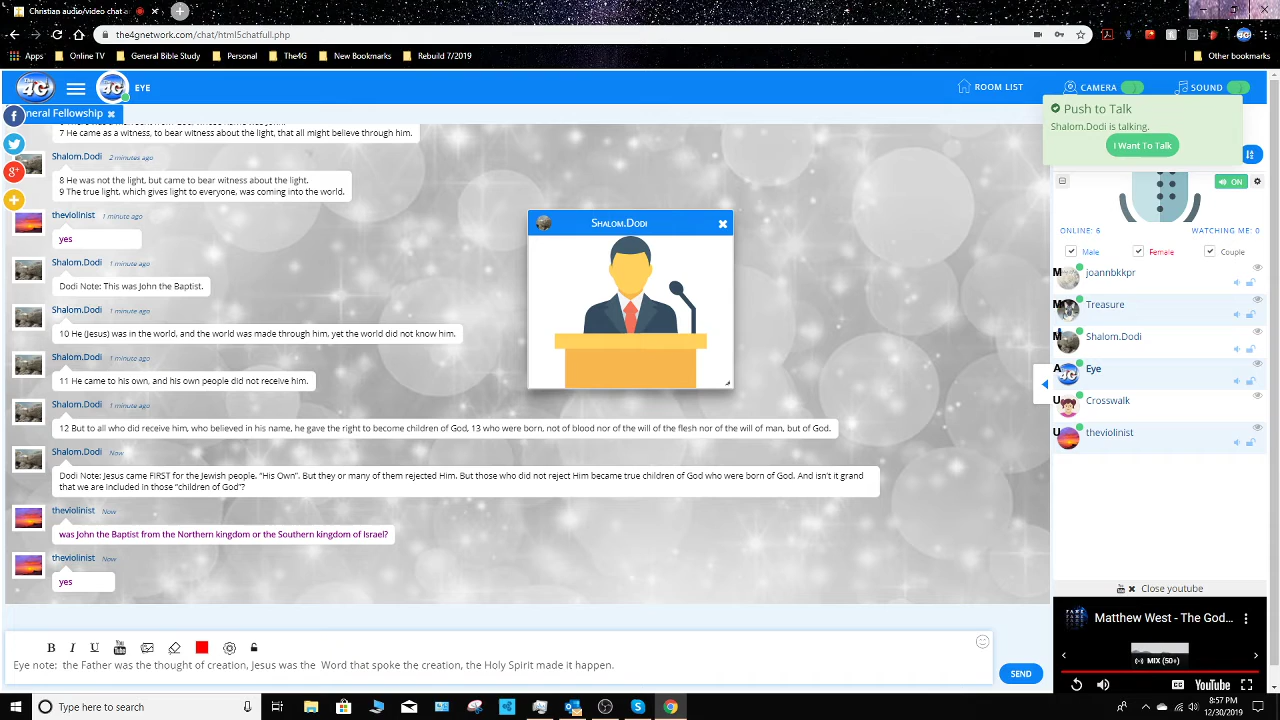 Christian audio/video chat a
the4gnetwork.com/chat/html5chatfull.php
Apps Online TV General Bible Study Personal The4G New Bookmarks Rebuild 7/2019 Other bookmarks
4G EYE ROOM LIST CAMERA SOUND
neral Fellowship
7 He came as a witness, to bear witness about the light, that all might believe through him.
Shalom.Dodi 2 minutes ago
8 He was not the light, but came to bear witness about the light.
9 The true light, which gives light to everyone, was coming into the world.
theviolinist 1 minute ago
yes
Shalom.Dodi 1 minute ago
Dodi Note: This was John the Baptist.
Shalom.Dodi 1 minute ago
10 He (Jesus) was in the world, and the world was made through him, yet the world did not know him.
Shalom.Dodi 1 minute ago
11 He came to his own, and his own people did not receive him.
Shalom.Dodi 1 minute ago
12 But to all who did receive him, who believed in his name, he gave the right to become children of God, 13 who were born, not of blood nor of the will of the flesh nor of the will of man, but of God.
Shalom.Dodi Now
Dodi Note: Jesus came FIRST for the Jewish people. "His Own". But they or many of them rejected Him. But those who did not reject Him became true children of God who were born of God. And isn't it grand
that we are included in those "children of God"?
theviolinist Now
was John the Baptist from the Northern kingdom or the Southern kingdom of Israel?
theviolinist Now
yes
Shalom.Dodi
Push to Talk
Shalom.Dodi is talking.
I Want To Talk
ON
ONLINE: 6 WATCHING ME: 0
Male Female Couple
joannbkkpr
Treasure
Shalom.Dodi
Eye
Crosswalk
theviolinist
Close youtube
Matthew West - The God...
MIX (50+)
YouTube
B I U
Eye note: the Father was the thought of creation, Jesus was the Word that spoke the creation and Holy Spirit made it happen.
SEND
Type here to search
8:57 PM
12/30/2019